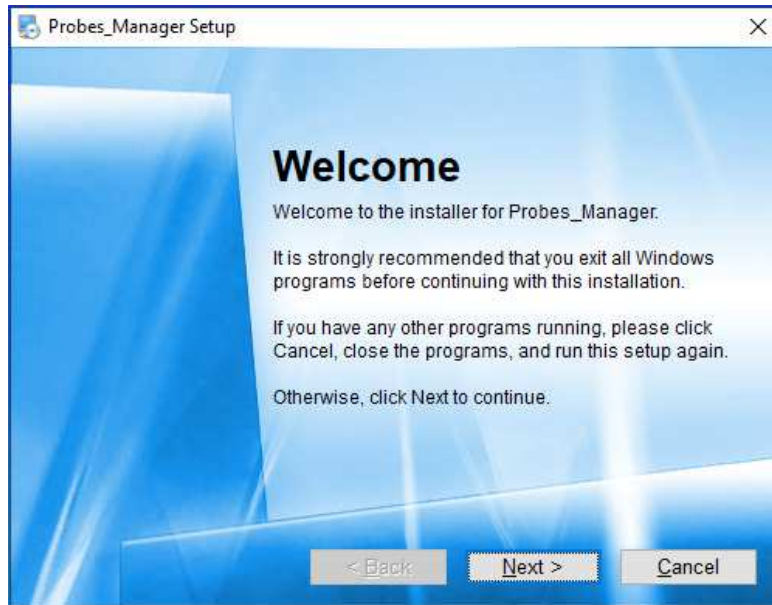 Probes_Manager Setup
Welcome
Welcome to the installer for Probes_Manager.
It is strongly recommended that you exit all Windows
programs before continuing with this installation.
If you have any other programs running, please click
Cancel, close the programs, and run this setup again.
Otherwise, click Next to continue.
< Back
Next >
Cancel